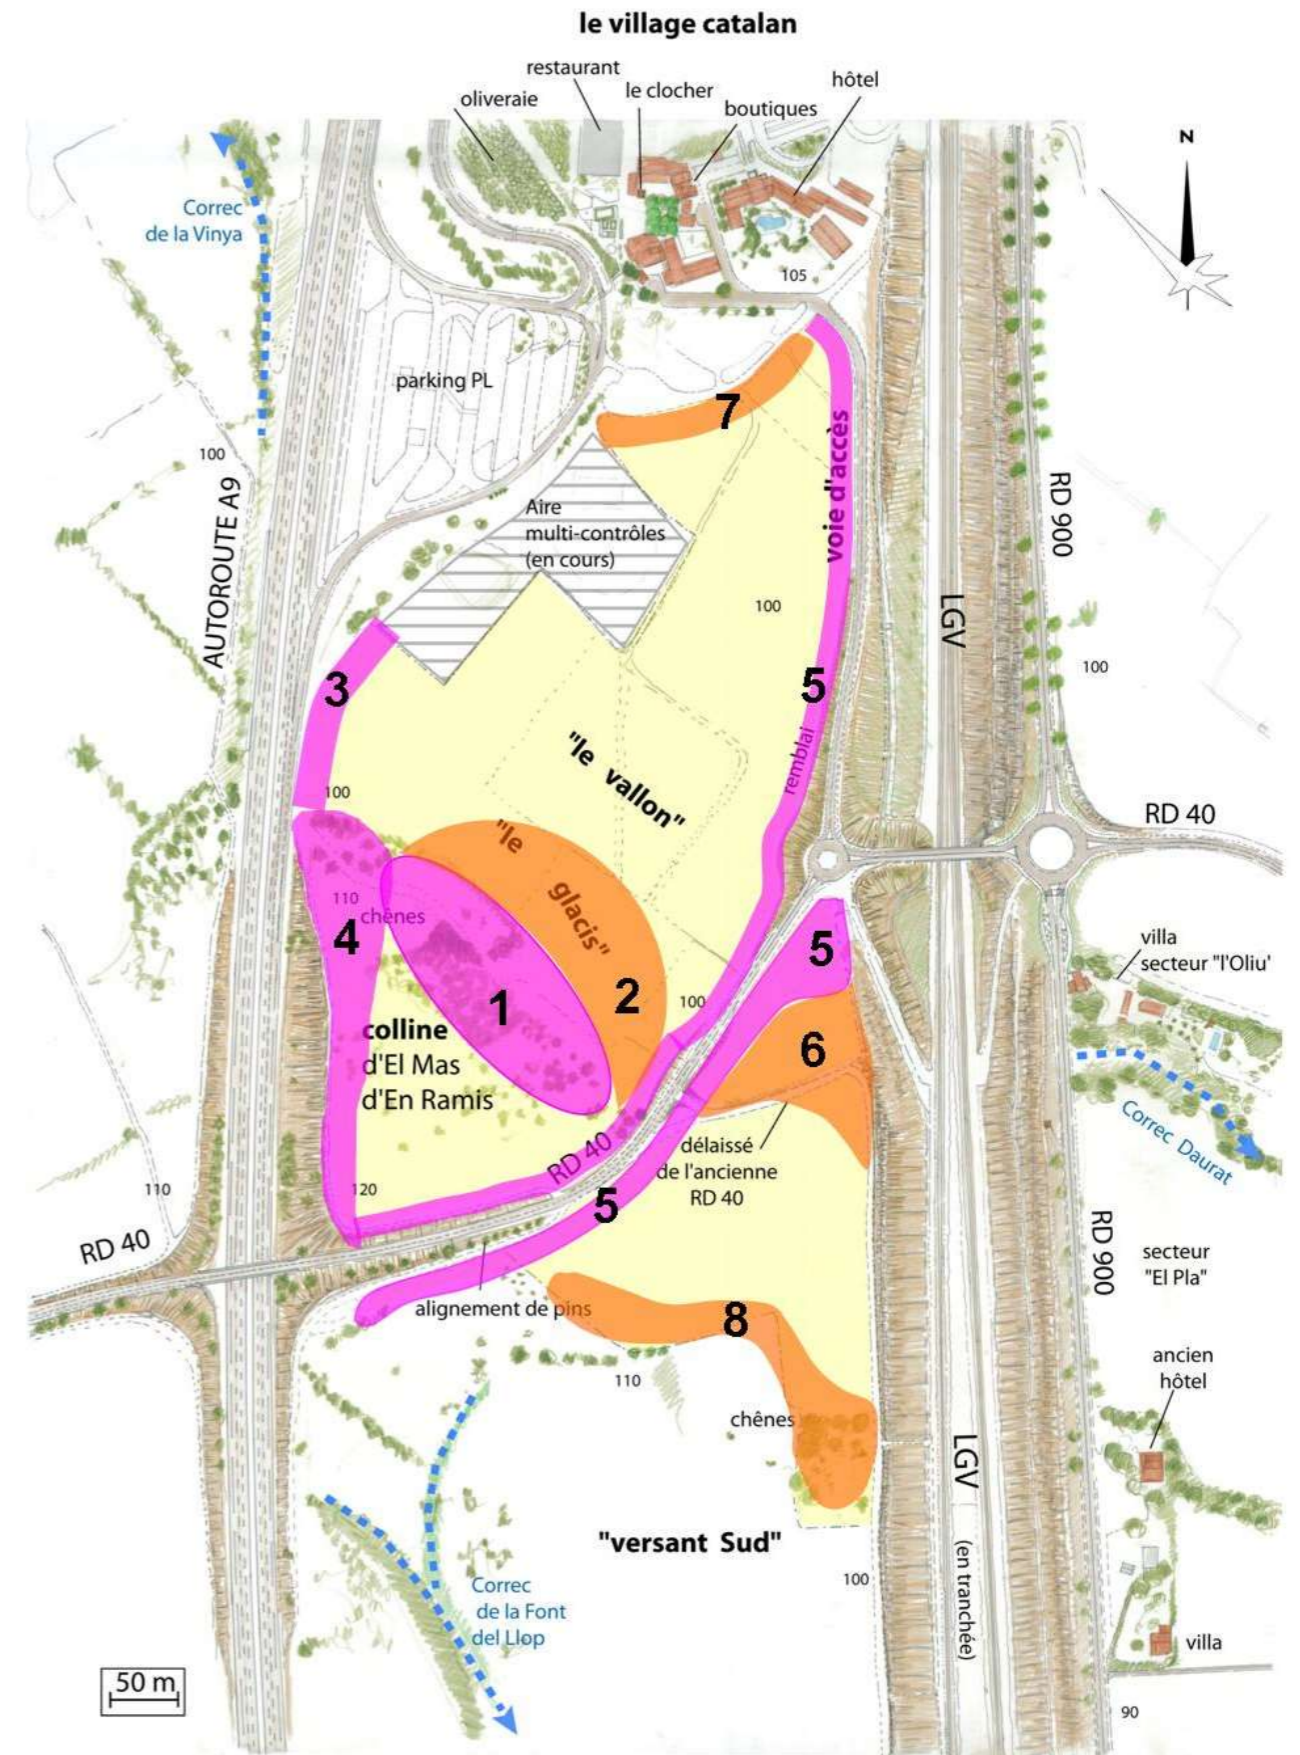 le village catalan
restaurant
oliveraie
le clocher
boutiques
hôtel
N
Correc
de la Vinya
105
parking PL
7
voie d'accès
100
AUTOROUTE A9
Aire
multi-contrôles
(en cours)
RD 900
100
LGV
100
3
5
"le vallon"
remblai
100
RD 40
"le
glacis"
110
chênes
4
5
villa
secteur "l'Oliu'
1
2
100
colline
d'El Mas
d'En Ramis
6
Correc Daurat
RD 40
délaissé
de l'ancienne
RD 40
110
120
5
RD 40
RD 900
secteur
"El Pla"
alignement de pins
8
ancien
hôtel
110
chênes
LGV
(en tranchée)
"versant Sud"
100
Correc
de la Font
del Llop
villa
50 m
90